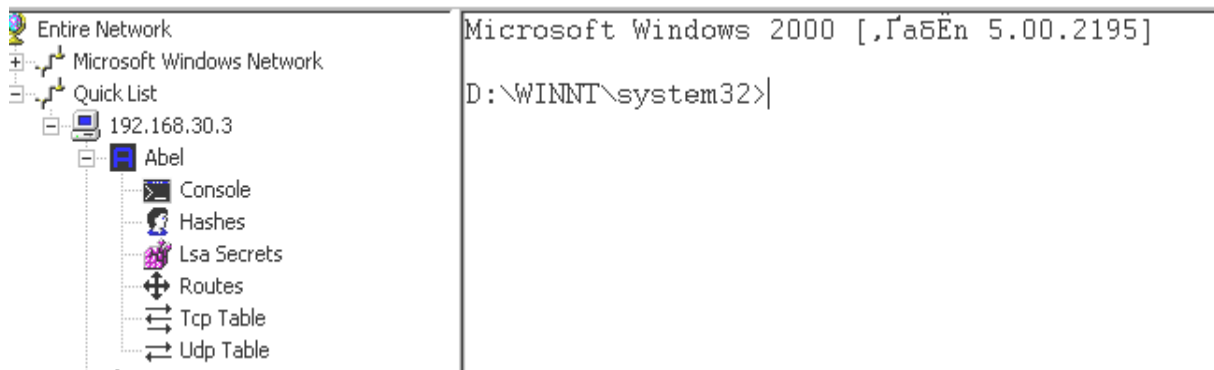 Entire Network
Microsoft Windows Network
Quick List
192.168.30.3
Abel
Console
Hashes
Lsa Secrets
Routes
Tcp Table
Udp Table
Microsoft Windows 2000 [‚ҐaбËn 5.00.2195]
D:\WINNT\system32>